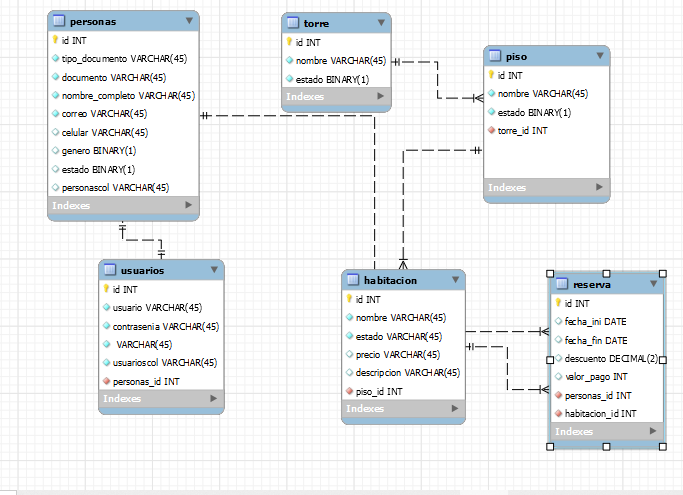 personas
id INT
tipo_documento VARCHAR(45)
documento VARCHAR(45)
nombre_completo VARCHAR(45)
correo VARCHAR(45)
celular VARCHAR(45)
genero BINARY(1)
estado BINARY(1)
personascol VARCHAR(45)
Indexes
torre
id INT
nombre VARCHAR(45)
estado BINARY(1)
Indexes
piso
id INT
nombre VARCHAR(45)
estado BINARY(1)
torre_id INT
Indexes
usuarios
id INT
usuario VARCHAR(45)
contrasenia VARCHAR(45)
VARCHAR(45)
usuarioscol VARCHAR(45)
personas_id INT
Indexes
habitacion
id INT
nombre VARCHAR(45)
estado VARCHAR(45)
precio VARCHAR(45)
descripcion VARCHAR(45)
piso_id INT
Indexes
reserva
id INT
fecha_ini DATE
fecha_fin DATE
descuento DECIMAL(2)
valor_pago INT
personas_id INT
habitacion_id INT
Indexes